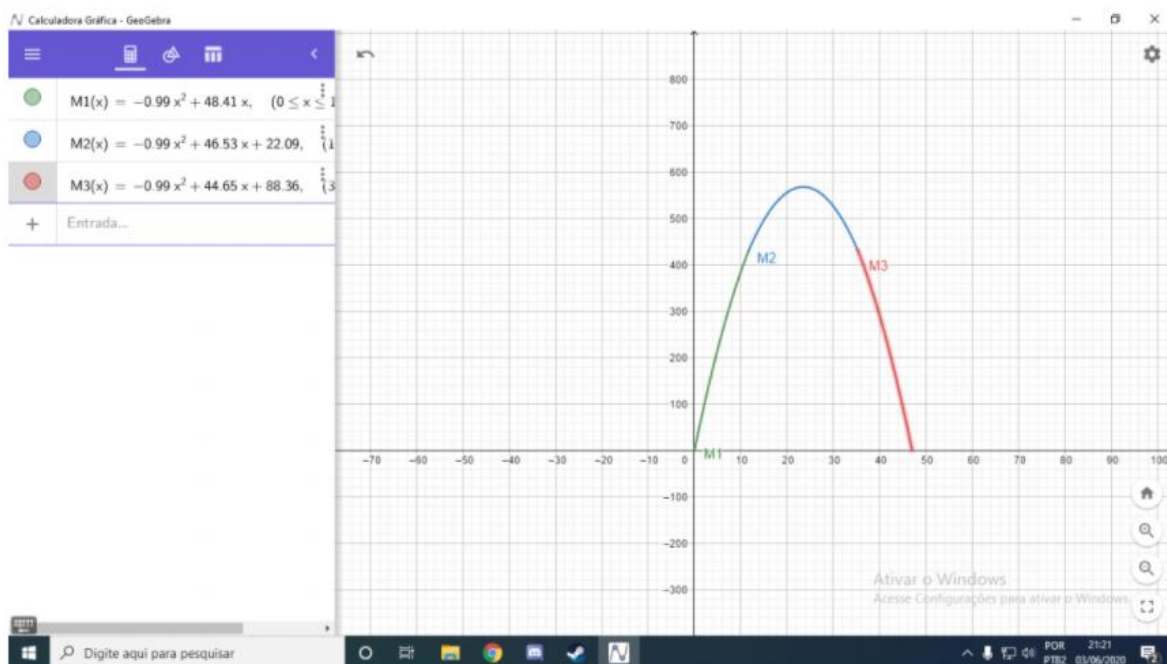 Calculadora Gráfica - GeoGebra
M1(x) = −0.99 x² + 48.41 x, (0 ≤ x ≤ 1
M2(x) = −0.99 x² + 46.53 x + 22.09, (1
M3(x) = −0.99 x² + 44.65 x + 88.36, (3
+ Entrada...
800
700
600
500
400
300
200
100
0
−100
−200
−300
−70 −60 −50 −40 −30 −20 −10 10 20 30 40 50 60 70 80 90 100
M1
M2
M3
Ativar o Windows
Acesse Configurações para ativar o Windows.
Digite aqui para pesquisar
POR
PTB2
21:21
03/06/2020